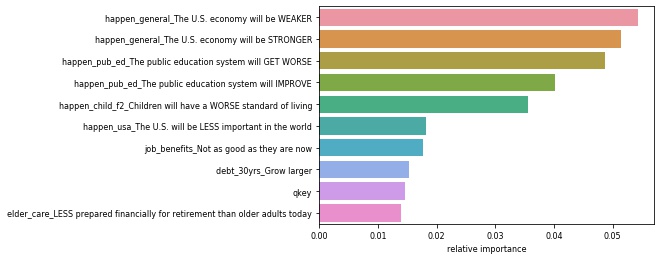 happen_general_The U.S. economy will be WEAKER
happen_general_The U.S. economy will be STRONGER
happen_pub_ed_The public education system will GET WORSE
happen_pub_ed_The public education system will IMPROVE
happen_child_f2_Children will have a WORSE standard of living
happen_usa_The U.S. will be LESS important in the world
job_benefits_Not as good as they are now
debt_30yrs_Grow larger
qkey
elder_care_LESS prepared financially for retirement than older adults today
0.00 0.01 0.02 0.03 0.04 0.05
relative importance